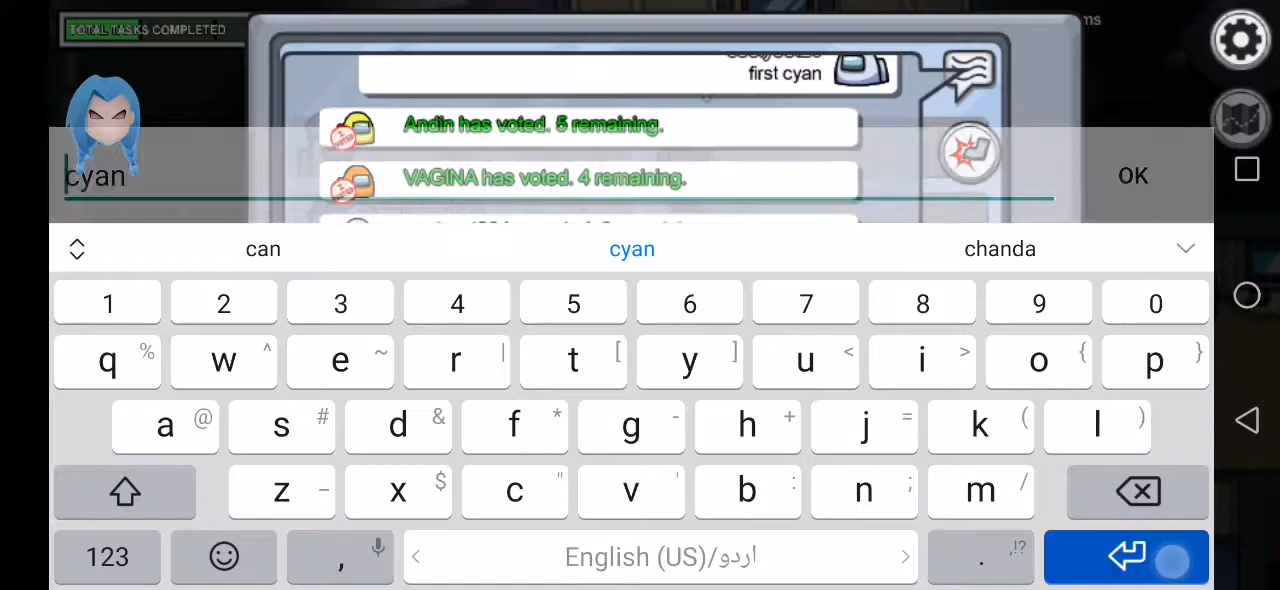 TOTAL TASKS COMPLETED
ms
first cyan
Andin has voted. 5 remaining.
VAGINA has voted. 4 remaining.
cyan
OK
can cyan chanda
1 2 3 4 5 6 7 8 9 0
q % w ^ e ~ r | t [ y ] u < i > o { p }
a @ s # d & f * g - h + j = k ( l )
z _ x $ c " v ' b : n ; m /
123 , English (US)/اردو . ,!?